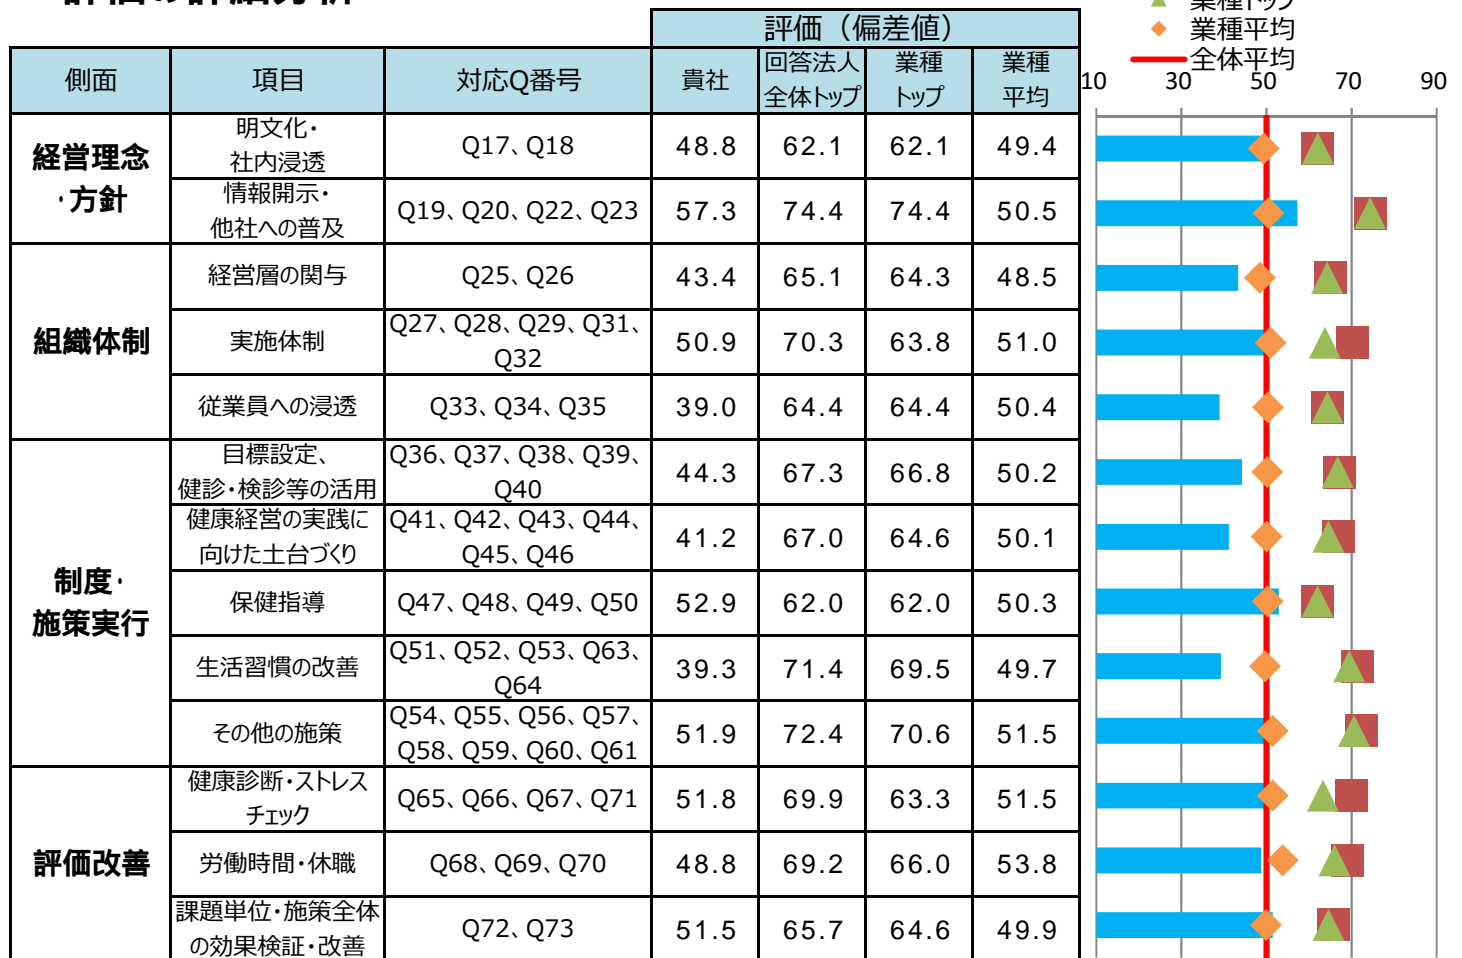 評価の詳細分析
業種トップ
業種平均
全体平均
評価（偏差値）
側面 項目 対応Q番号 貴社 回答法人全体トップ 業種トップ 業種平均
10 30 50 70 90
経営理念・方針
明文化・社内浸透 Q17、Q18 48.8 62.1 62.1 49.4
情報開示・他社への普及 Q19、Q20、Q22、Q23 57.3 74.4 74.4 50.5
組織体制
経営層の関与 Q25、Q26 43.4 65.1 64.3 48.5
実施体制 Q27、Q28、Q29、Q31、Q32 50.9 70.3 63.8 51.0
従業員への浸透 Q33、Q34、Q35 39.0 64.4 64.4 50.4
制度・施策実行
目標設定、健診・検診等の活用 Q36、Q37、Q38、Q39、Q40 44.3 67.3 66.8 50.2
健康経営の実践に向けた土台づくり Q41、Q42、Q43、Q44、Q45、Q46 41.2 67.0 64.6 50.1
保健指導 Q47、Q48、Q49、Q50 52.9 62.0 62.0 50.3
生活習慣の改善 Q51、Q52、Q53、Q63、Q64 39.3 71.4 69.5 49.7
その他の施策 Q54、Q55、Q56、Q57、Q58、Q59、Q60、Q61 51.9 72.4 70.6 51.5
評価改善
健康診断・ストレスチェック Q65、Q66、Q67、Q71 51.8 69.9 63.3 51.5
労働時間・休職 Q68、Q69、Q70 48.8 69.2 66.0 53.8
課題単位・施策全体の効果検証・改善 Q72、Q73 51.5 65.7 64.6 49.9